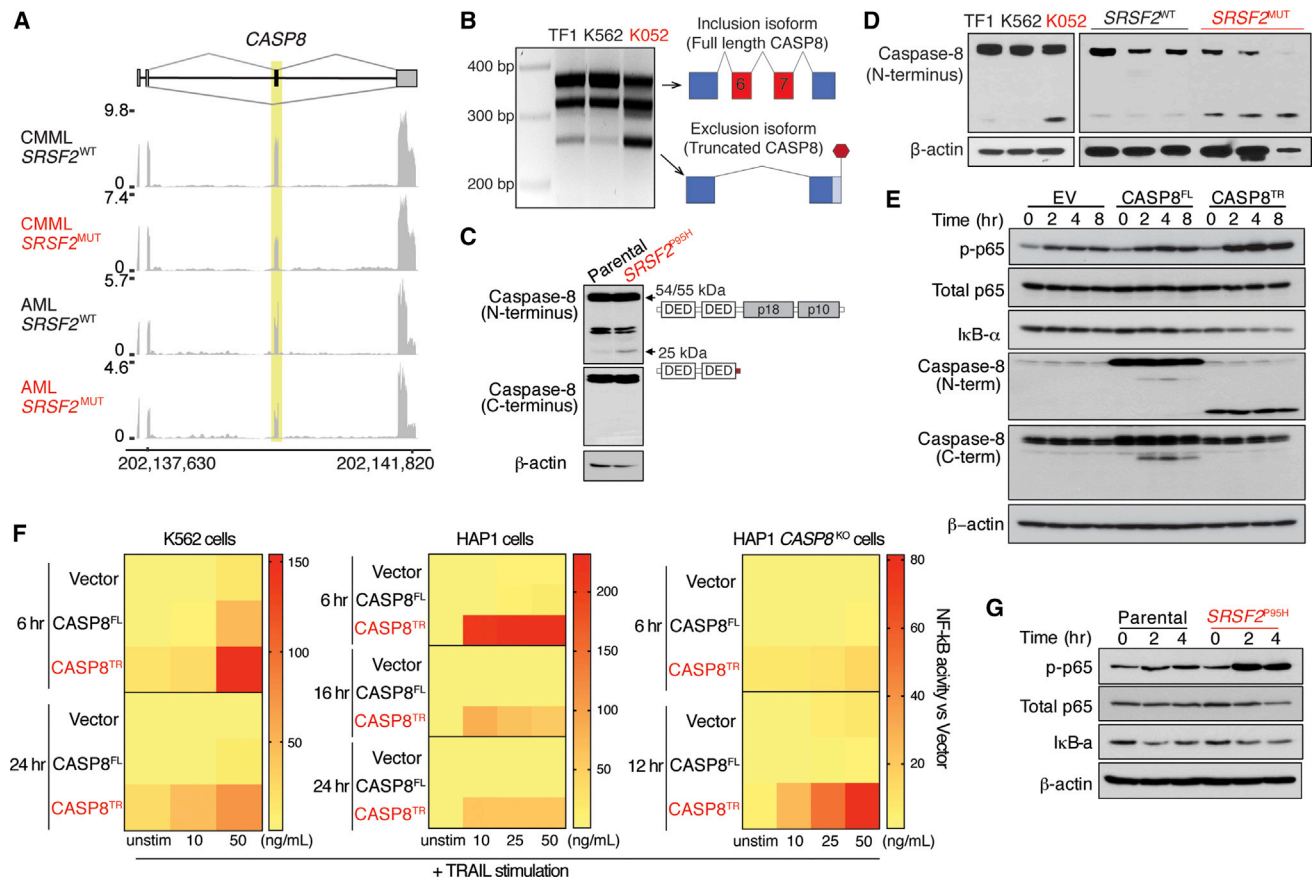 A
CASP8
9.8
CMML
SRSF2WT
0
7.4
CMML
SRSF2MUT
0
5.7
AML
SRSF2WT
0
4.6
AML
SRSF2MUT
0
202,137,630 202,141,820
B
TF1 K562 K052
400 bp
300 bp
200 bp
Inclusion isoform
(Full length CASP8)
6 7
Exclusion isoform
(Truncated CASP8)
C
Parental SRSF2P95H
Caspase-8
(N-terminus)
54/55 kDa
DED DED p18 p10
25 kDa
DED DED
Caspase-8
(C-terminus)
β-actin
D
TF1 K562 K052 SRSF2WT SRSF2MUT
Caspase-8
(N-terminus)
β-actin
E
EV CASP8FL CASP8TR
Time (hr) 0 2 4 8 0 2 4 8 0 2 4 8
p-p65
Total p65
IκB-α
Caspase-8
(N-term)
Caspase-8
(C-term)
β–actin
F
K562 cells
6 hr
Vector
CASP8FL
CASP8TR
24 hr
Vector
CASP8FL
CASP8TR
unstim 10 50 (ng/mL)
150
100
50
HAP1 cells
6 hr
Vector
CASP8FL
CASP8TR
16 hr
Vector
CASP8FL
CASP8TR
24 hr
Vector
CASP8FL
CASP8TR
unstim 10 25 50 (ng/mL)
200
150
100
50
HAP1 CASP8KO cells
6 hr
Vector
CASP8FL
CASP8TR
12 hr
Vector
CASP8FL
CASP8TR
unstim 10 25 50 (ng/mL)
80
60
40
20
NF-kB acivity vs Vector
+ TRAIL stimulation
G
Parental SRSF2P95H
Time (hr) 0 2 4 0 2 4
p-p65
Total p65
IκB-a
β-actin